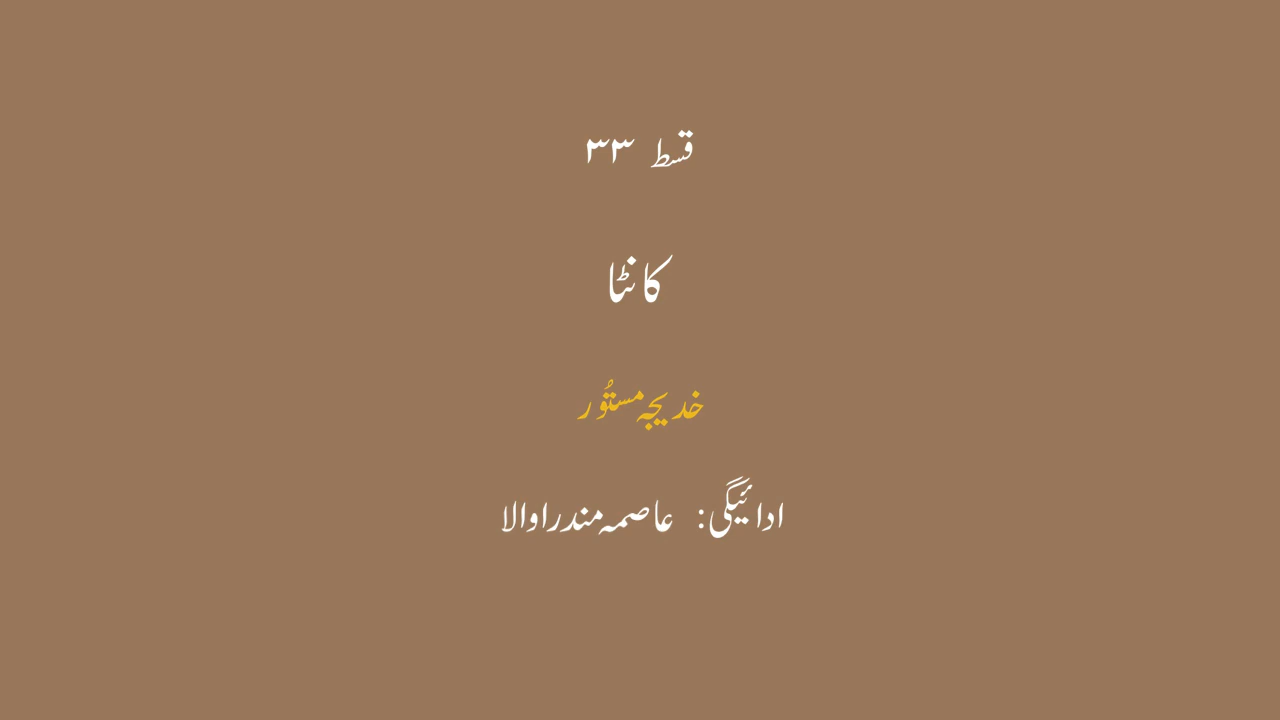 قسط ۳۳
کانٹا
خدیجہ مستُور
ادائیگی: عاصمہ مندراوالا